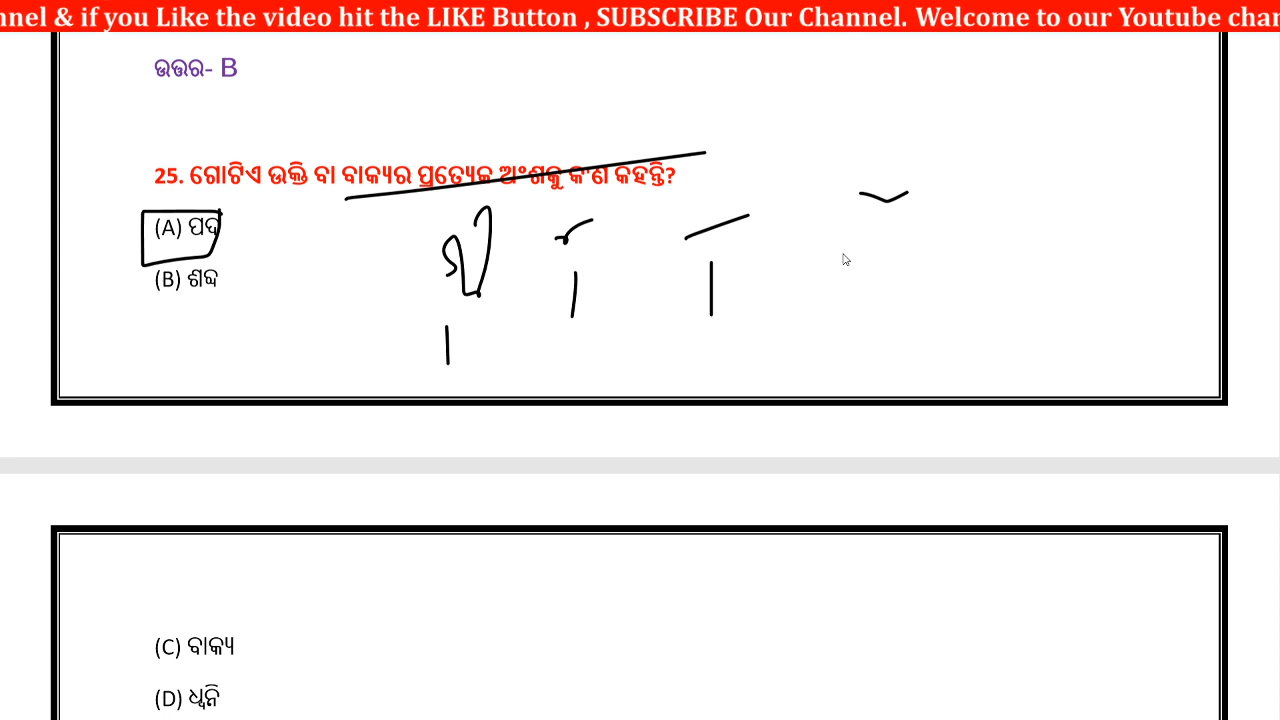 nnel & if you Like the video hit the LIKE Button , SUBSCRIBE Our Channel. Welcome to our Youtube chan
ଉତ୍ତର- B
25. ଗୋଟିଏ ଉକ୍ତି ବା ବାକ୍ୟର ପ୍ରତ୍ୟେକ ଅଂଶକୁ କ'ଣ କହନ୍ତି?
(A) ପଦ
(B) ଶବ୍ଦ
(C) ବାକ୍ୟ
(D) ଧ୍ୱନି